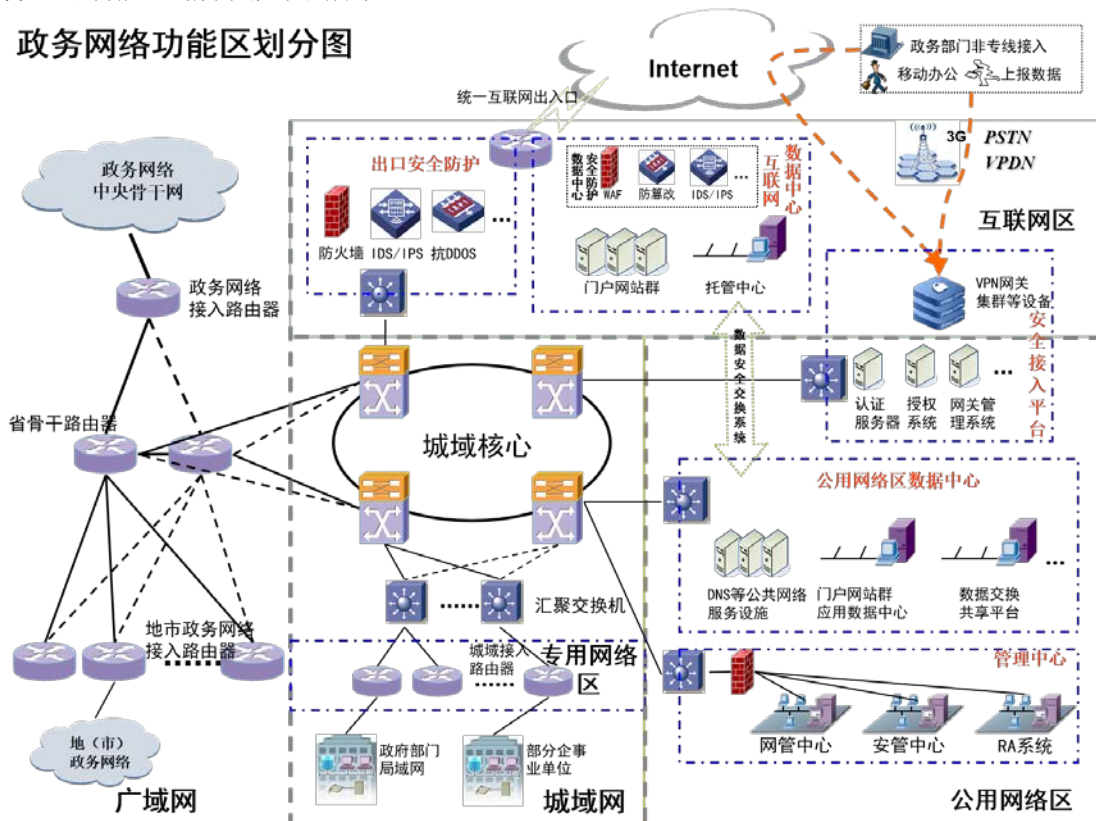 政务网络功能区划分图
Internet
政务部门非专线接入
移动办公
上报数据
统一互联网出入口
3G
PSTN
VPDN
互联网区
政务网络
中央骨干网
出口安全防护
防火墙
IDS/IPS
抗DDOS
...
数据中心
安全防护
WAF
防篡改
IDS/IPS
...
互联网
数据中心
门户网站群
托管中心
政务网络
接入路由器
VPN网关
集群等设备
安全接入平台
认证
服务器
授权
系统
网关管
理系统
...
数据安全交换系统
省骨干路由器
城域核心
公用网络区数据中心
DNS等公共网络
服务设施
门户网站群
应用数据中心
数据交换
共享平台
...
汇聚交换机
地市政务网络
接入路由器
城域接入
路由器
专用网络
区
管理中心
网管中心
安管中心
RA系统
地（市）
政务网络
政府部门
局域网
部分企事
业单位
广域网
城域网
公用网络区